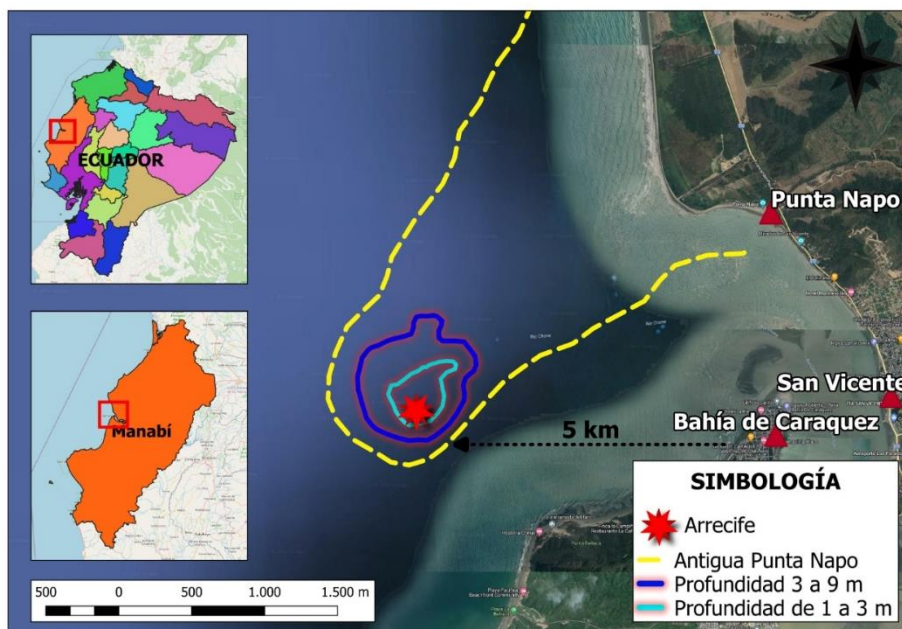 ECUADOR
Manabí
500 0 500 1.000 1.500 m
Punta Napo
San Vicente
Bahía de Caraquez
5 km
SIMBOLOGÍA
Arrecife
Antigua Punta Napo
Profundidad 3 a 9 m
Profundidad de 1 a 3 m